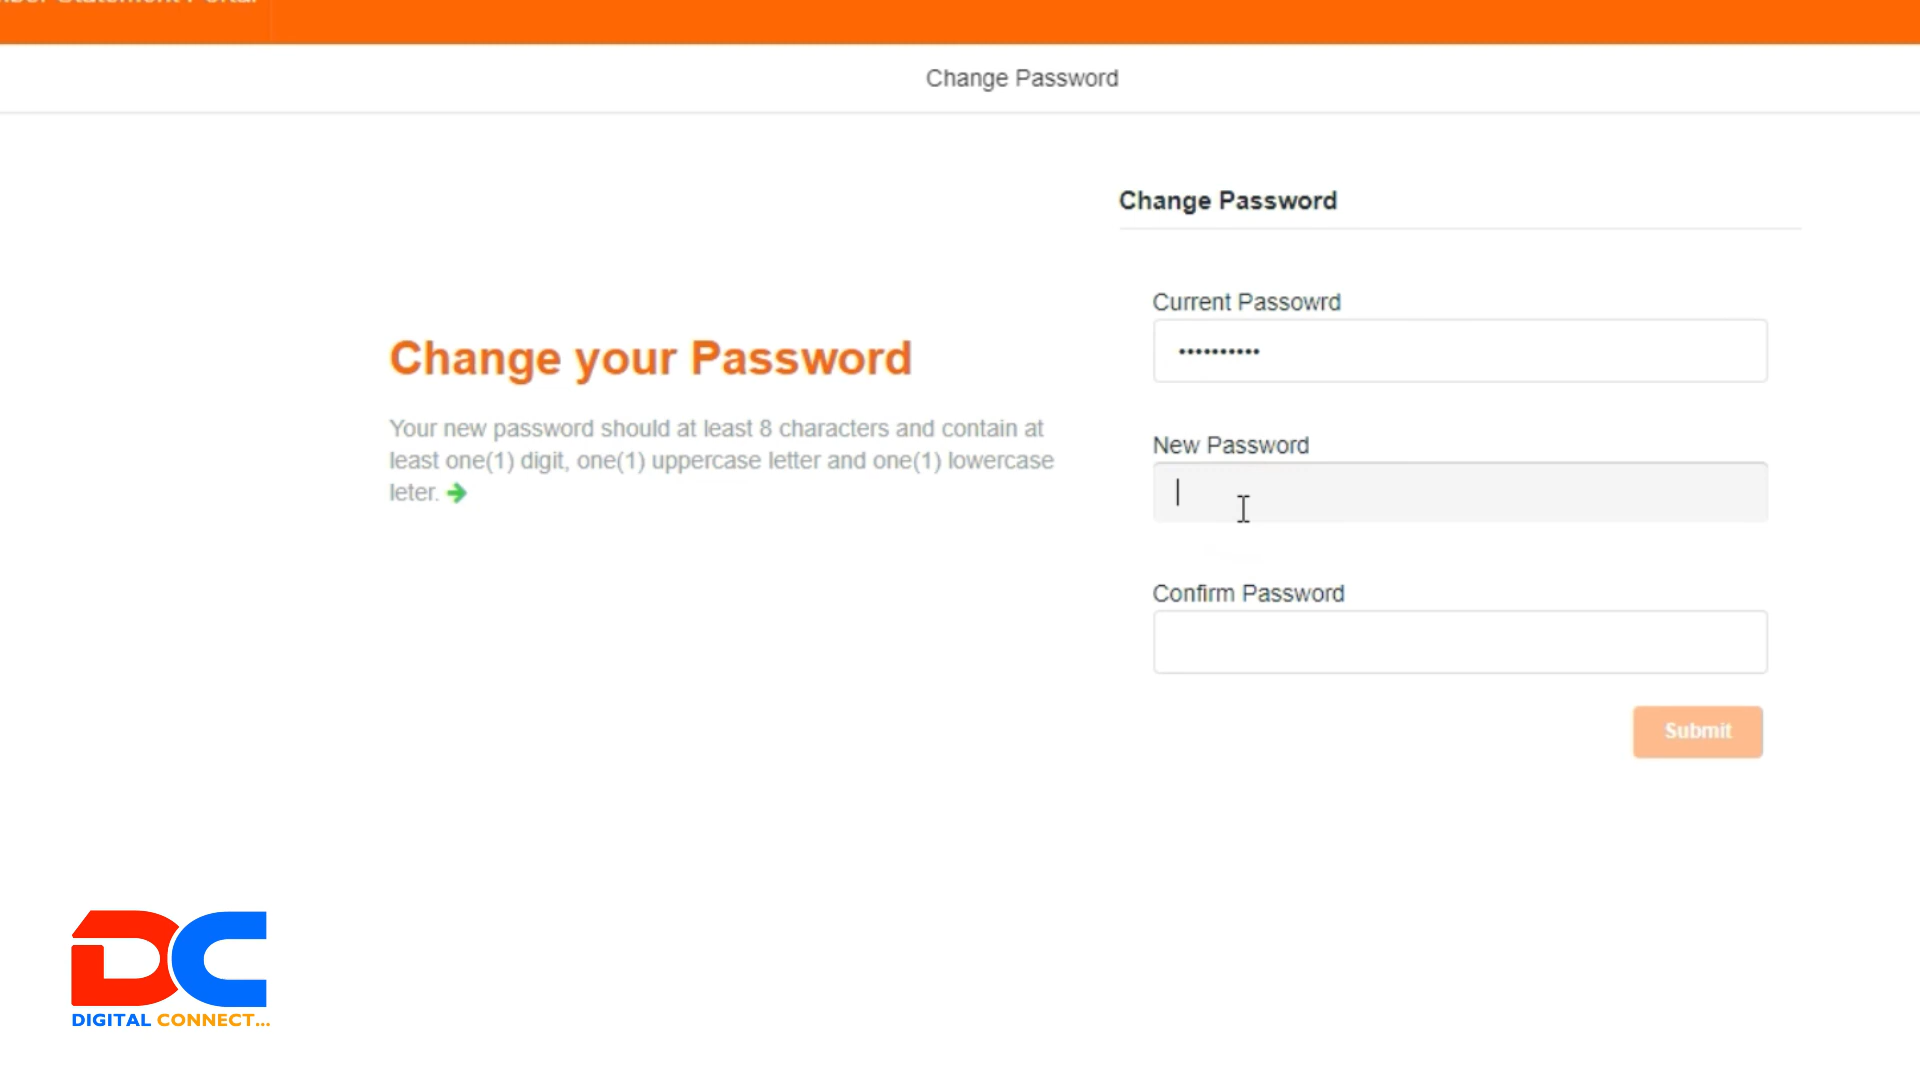 Statement Portal
Change Password
Change Password
Current Passowrd
Change your Password
Your new password should at least 8 characters and contain at
least one(1) digit, one(1) uppercase letter and one(1) lowercase
leter.
New Password
Confirm Password
Submit
DC
DIGITAL CONNECT...